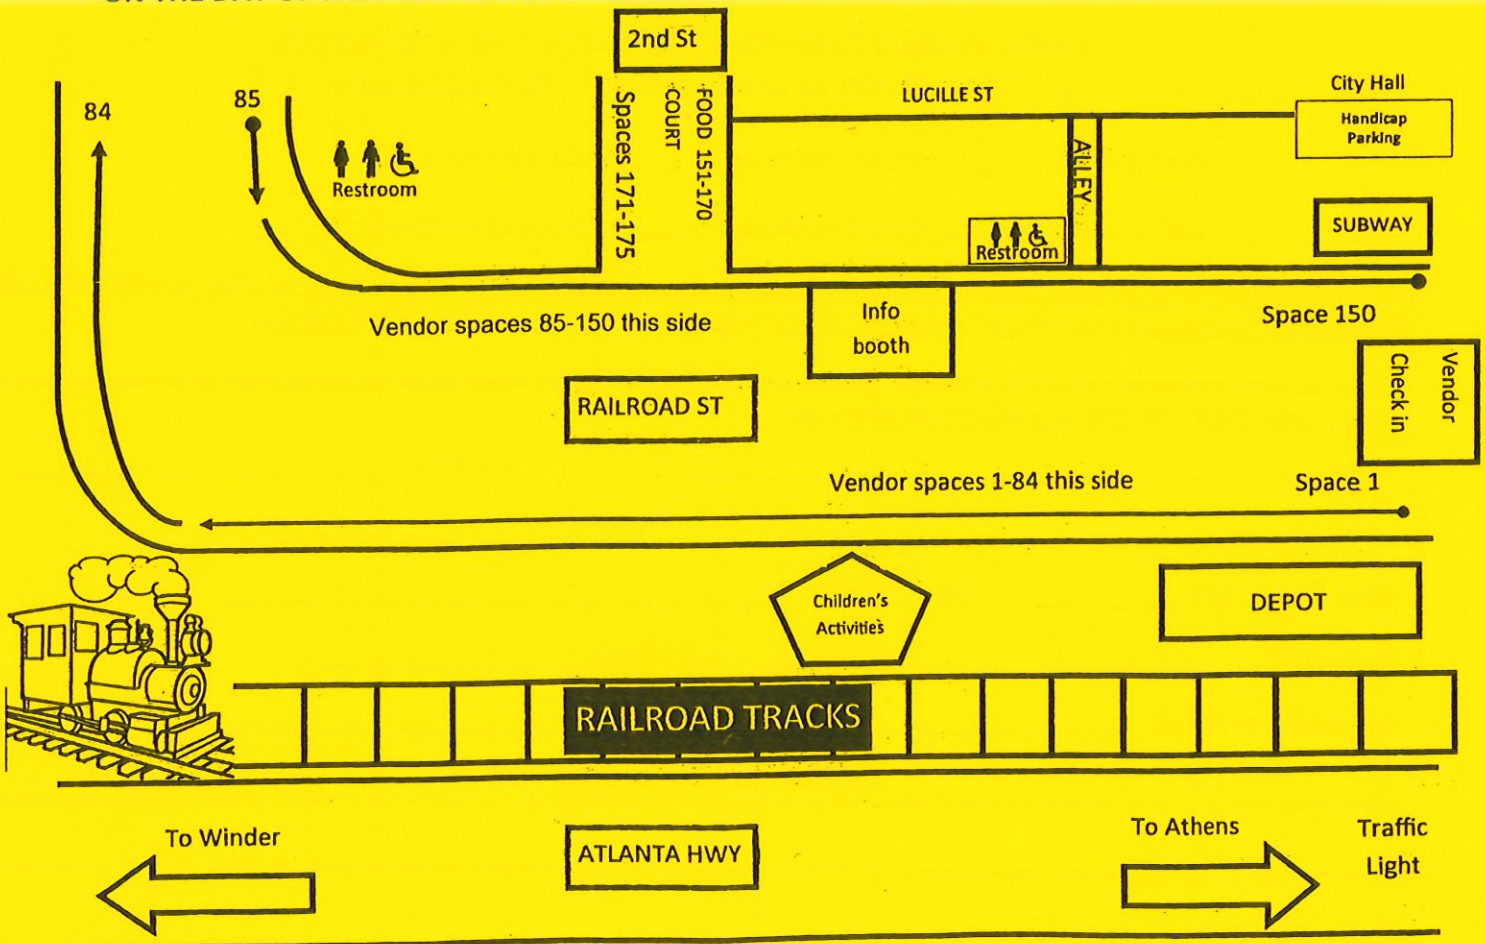 2nd St
84
85
Restroom
Spaces 171-175
FOOD 151-170
COURT
LUCILLE ST
City Hall
Handicap
Parking
ALLEY
SUBWAY
Restroom
Vendor spaces 85-150 this side
Info
booth
Space 150
RAILROAD ST
Vendor
Check in
Vendor spaces 1-84 this side
Space 1
Children's
Activities
DEPOT
RAILROAD TRACKS
To Winder
ATLANTA HWY
To Athens
Traffic
Light